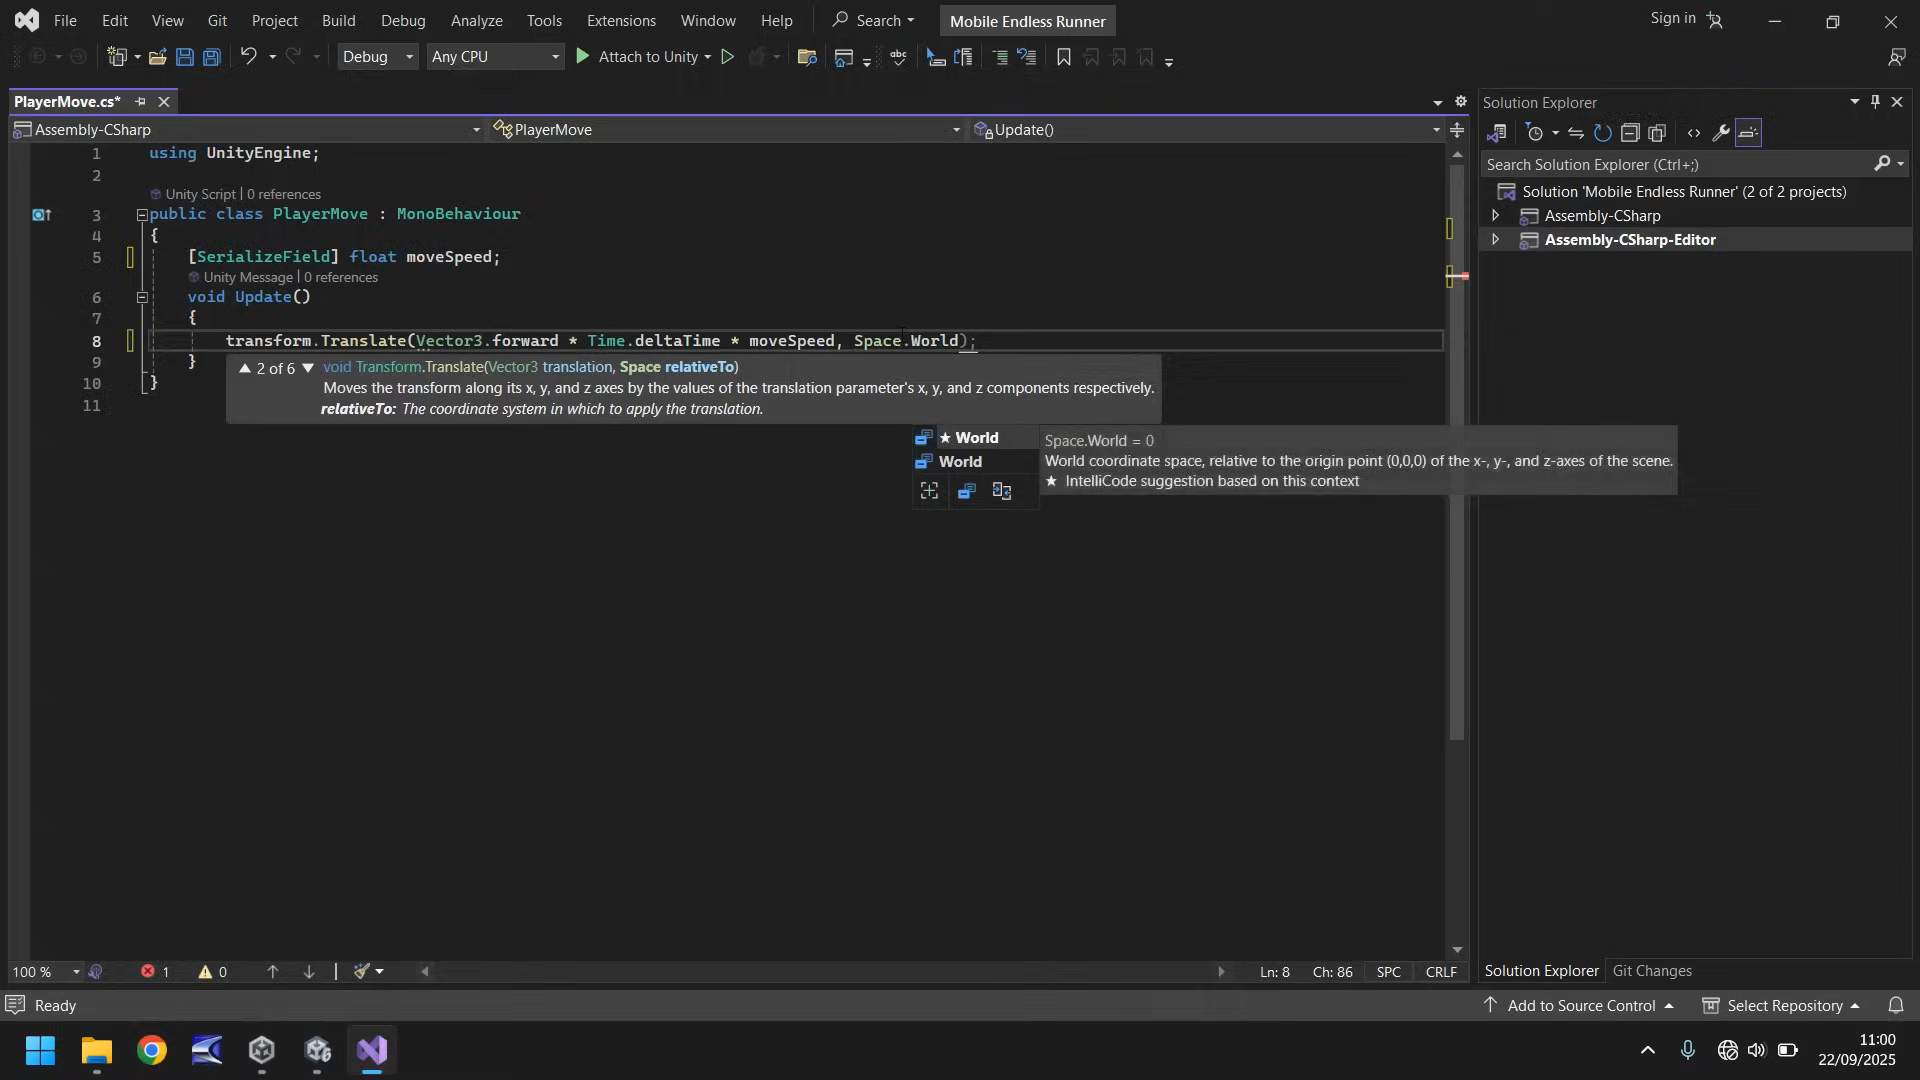 File Edit View Git Project Build Debug Analyze Tools Extensions Window Help Search Mobile Endless Runner Sign in
Debug Any CPU Attach to Unity abc
PlayerMove.cs*
Assembly-CSharp PlayerMove Update()
1 using UnityEngine;
2
Unity Script | 0 references
3 public class PlayerMove : MonoBehaviour
4 {
5 [SerializeField] float moveSpeed;
Unity Message | 0 references
6 void Update()
7 {
8 transform.Translate(Vector3.forward * Time.deltaTime * moveSpeed, Space.World);
9 }
10 }
11
2 of 6 void Transform.Translate(Vector3 translation, Space relativeTo)
Moves the transform along its x, y, and z axes by the values of the translation parameter's x, y, and z components respectively.
relativeTo: The coordinate system in which to apply the translation.
★ World
World
Space.World = 0
World coordinate space, relative to the origin point (0,0,0) of the x-, y-, and z-axes of the scene.
★ IntelliCode suggestion based on this context
Solution Explorer
Search Solution Explorer (Ctrl+;)
Solution 'Mobile Endless Runner' (2 of 2 projects)
Assembly-CSharp
Assembly-CSharp-Editor
100 % 1 0 Ln: 8 Ch: 86 SPC CRLF
Solution Explorer Git Changes
Ready Add to Source Control Select Repository
11:00
22/09/2025